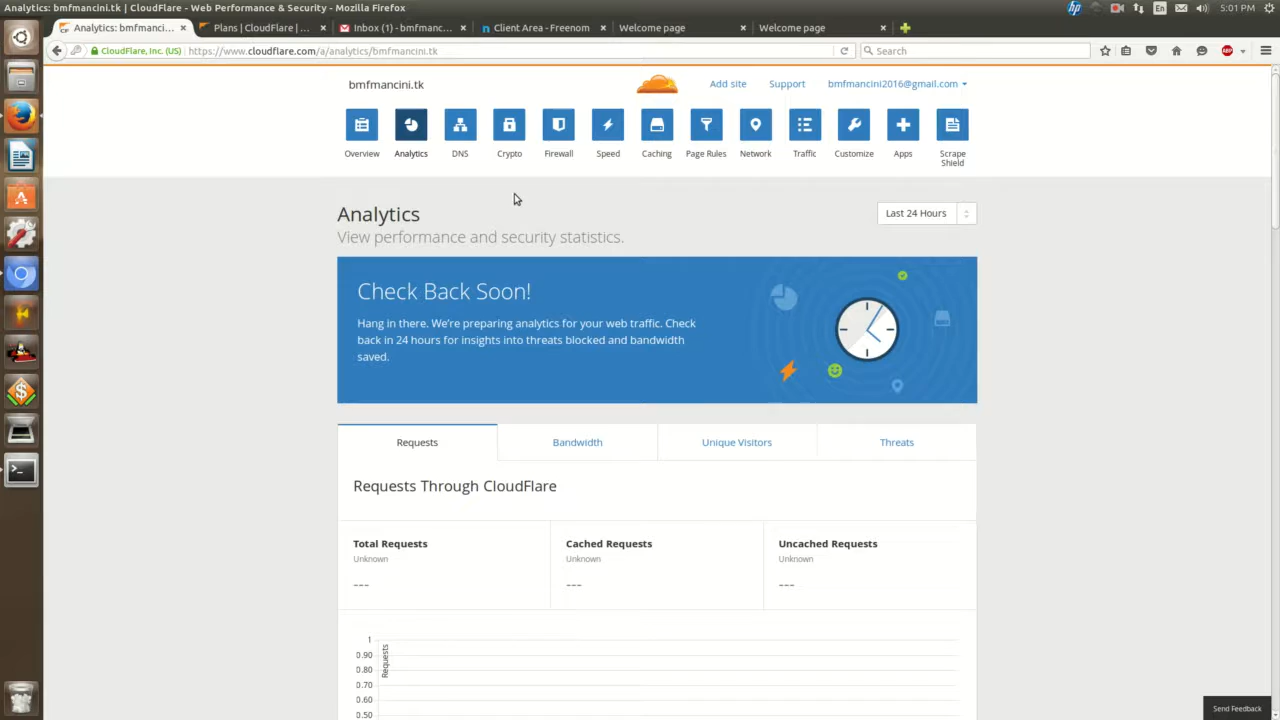 Analytics: bmfmancini.tk | CloudFlare - Web Performance & Security - Mozilla Firefox
En
5:01 PM
Analytics: bmfmanci...
Plans | CloudFlare | ...
Inbox (1) - bmfmanc...
Client Area - Freenom
Welcome page
Welcome page
CloudFlare, Inc. (US)
https://www.cloudflare.com/a/analytics/bmfmancini.tk
Search
ABP
bmfmancini.tk
Add site
Support
bmfmancini2016@gmail.com
Overview
Analytics
DNS
Crypto
Firewall
Speed
Caching
Page Rules
Network
Traffic
Customize
Apps
Scrape
Shield
Analytics
View performance and security statistics.
Last 24 Hours
Check Back Soon!
Hang in there. We're preparing analytics for your web traffic. Check
back in 24 hours for insights into threats blocked and bandwidth
saved.
Requests
Bandwidth
Unique Visitors
Threats
Requests Through CloudFlare
Total Requests
Unknown
---
Cached Requests
Unknown
---
Uncached Requests
Unknown
---
1
0.90
0.80
0.70
0.60
0.50
Requests
Send Feedback